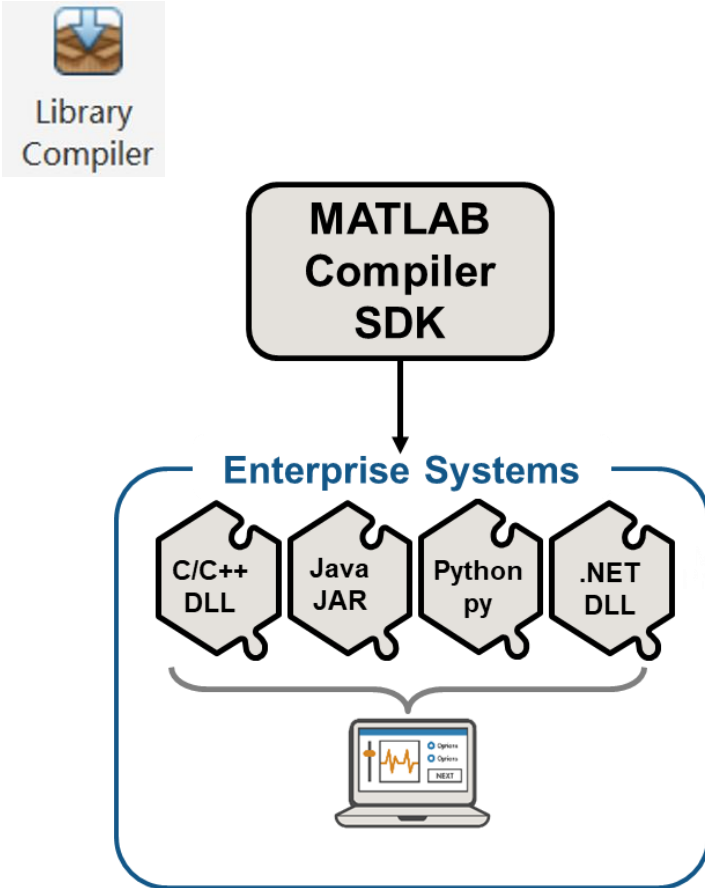 Library
Compiler
MATLAB
Compiler
SDK
Enterprise Systems
C/C++
DLL
Java
JAR
Python
py
.NET
DLL
Options
Options
NEXT